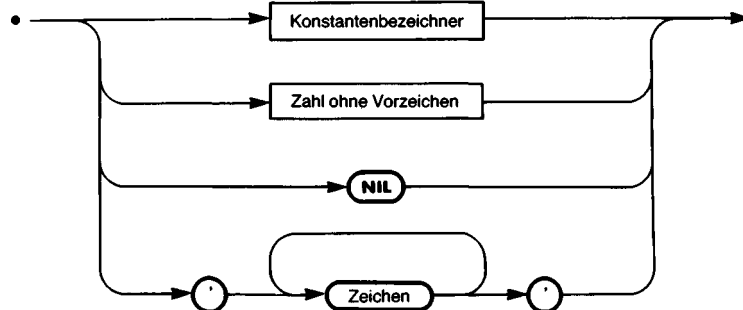 Konstantenbezeichner
Zahl ohne Vorzeichen
NIL
' Zeichen '